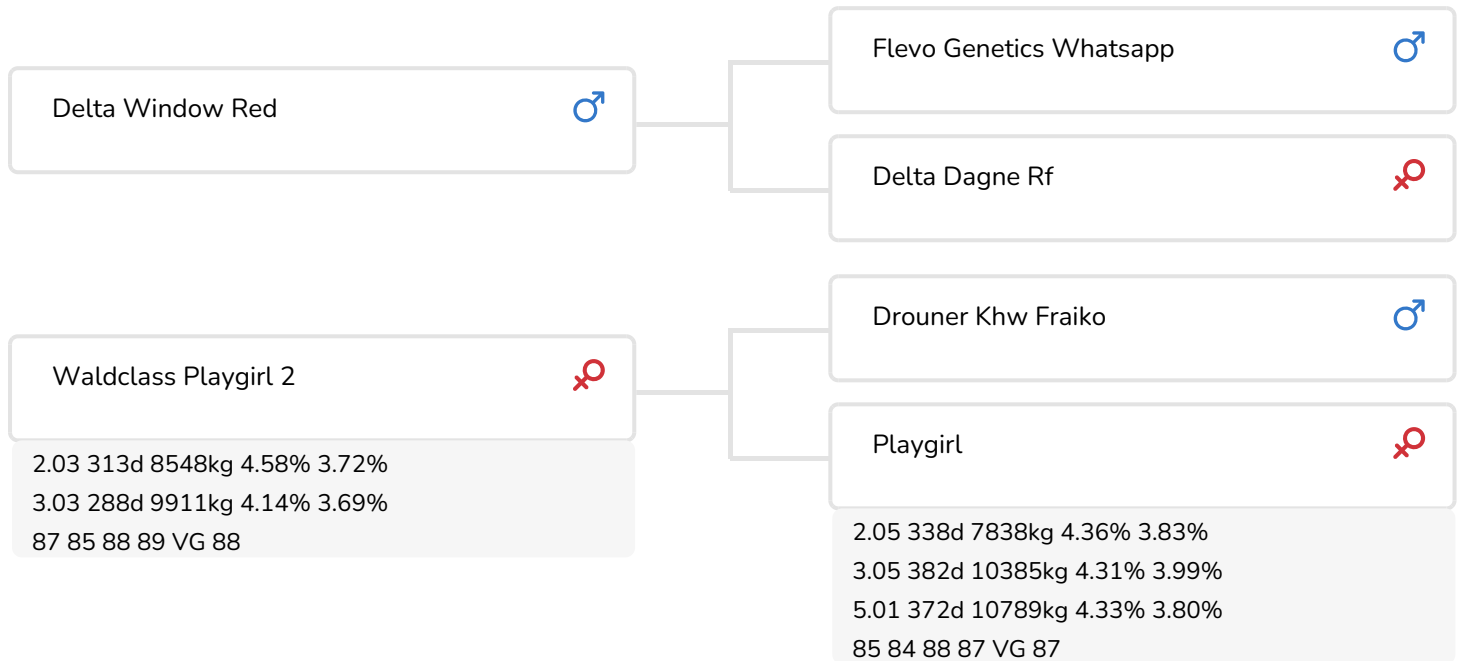 Delta Window Red
Flevo Genetics Whatsapp
Delta Dagne Rf
Waldclass Playgirl 2
2.03 313d 8548kg 4.58% 3.72%
3.03 288d 9911kg 4.14% 3.69%
87 85 88 89 VG 88
Drouner Khw Fraiko
Playgirl
2.05 338d 7838kg 4.36% 3.83%
3.05 382d 10385kg 4.31% 3.99%
5.01 372d 10789kg 4.33% 3.80%
85 84 88 87 VG 87